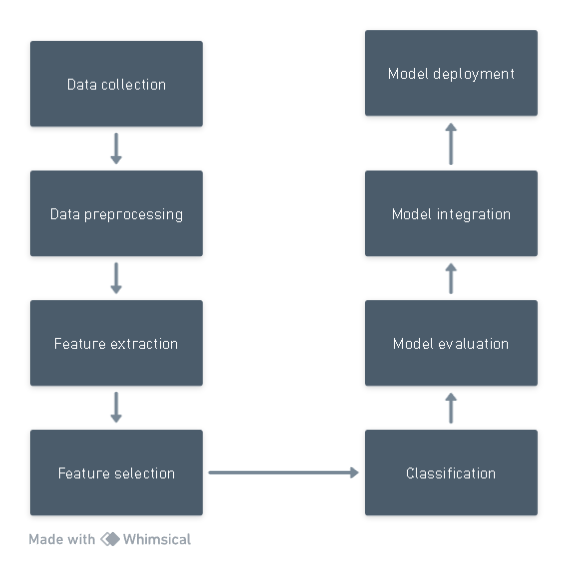 Data collection
Data preprocessing
Feature extraction
Feature selection
Classification
Model evaluation
Model integration
Model deployment
Made with Whimsical